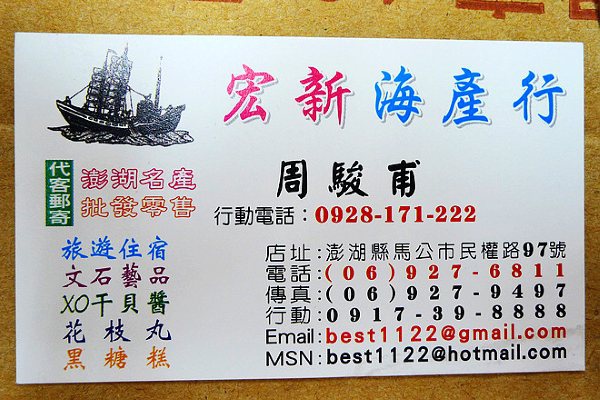 宏新海產行
代客郵寄
澎湖名產
批發零售
周駿甫
行動電話：0928-171-222
旅遊住宿
文石藝品
XO干貝醬
花枝丸
黑糖糕
店址：澎湖縣馬公市民權路97號
電話：(06)927-6811
傳真：(06)927-9497
行動：0917-39-8888
Email：best1122@gmail.com
MSN：best1122@hotmail.com